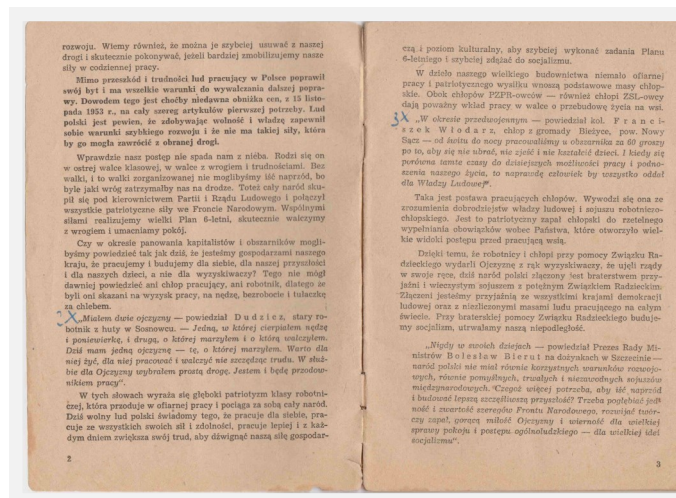 rozwoju. Wiemy również, że można je szybciej usuwać z naszej
drogi i skutecznie pokonywać, jeżeli bardziej zmobilizujemy nasze
siły w codziennej pracy.
Mimo przeszkód i trudności lud pracujący w Polsce poprawił
swój byt i ma wszelkie warunki do wywalczania dalszej popra-
wy. Dowodem tego jest choćby niedawna obniżka cen, z 15 listo-
pada 1953 r., na cały szereg artykułów pierwszej potrzeby. Lud
polski jest pewien, że zdobywając wolność i władzę zapewnił
sobie warunki szybkiego rozwoju i że nie ma takiej siły, która
by go mogła zawrócić z obranej drogi.
Wprawdzie nasz postęp nie spada nam z nieba. Rodzi się on
w ostrej walce klasowej, w walce z wrogiem i trudnościami. Bez
walki, i to walki zorganizowanej nie moglibyśmy iść naprzód, bo
byle jaki wróg zatrzymałby nas na drodze. Toteż cały naród sku-
pił się pod kierownictwem Partii i Rządu Ludowego i połączył
wszystkie patriotyczne siły we Froncie Narodowym. Wspólnymi
siłami realizujemy wielki Plan 6-letni, skutecznie walczymy
z wrogiem i umacniamy pokój.
Czy w okresie panowania kapitalistów i obszarników mogli-
byśmy powiedzieć tak jak dziś, że jesteśmy gospodarzami naszego
kraju, że pracujemy i budujemy dla siebie, dla naszej przyszłości
i dla naszych dzieci, a nie dla wyzyskiwaczy? Tego nie mógł
dawniej powiedzieć ani chłop pracujący, ani robotnik, dlatego że
byli oni skazani na wyzysk pracy, na nędzę, bezrobocie i tułaczkę
za chlebem.
2X „Miałem dwie ojczyzny — powiedział Dudzicz, stary ro-
botnik z huty w Sosnowcu. — Jedną, w której cierpiałem nędzę
i poniewierkę, i drugą, o której marzyłem i o którą walczyłem.
Dziś mam jedną ojczyznę — tę, o której marzyłem. Warto dla
niej żyć, dla niej pracować i walczyć nie szczędząc trudu. W służ-
bie dla Ojczyzny wybrałem prostą drogę. Jestem i będę przodow-
nikiem pracy“.
W tych słowach wyraża się głęboki patriotyzm klasy robotni-
czej, która przoduje w ofiarnej pracy i pociąga za sobą cały naród.
Dziś wolny lud polski świadomy tego, że pracuje dla siebie, pra-
cuje ze wszystkich swoich sił i zdolności, pracuje lepiej i z każ-
dym dniem zwiększa swój trud, aby dźwignąć naszą siłę gospodar-
2
czą i poziom kulturalny, aby szybciej wykonać zadania Planu
6-letniego i szybciej zdążać do socjalizmu.
W dzieło naszego wielkiego budownictwa niemało ofiarnej
pracy i patriotycznego wysiłku wnoszą podstawowe masy chłop-
skie. Obok chłopów PZPR-owców — również chłopi ZSL-owcy
dają poważny wkład pracy w walce o przebudowę życia na wsi.
3X „W okresie przedwojennym — powiedział kol. Franci-
szek Włodarz, chłop z gromady Bieżyce, pow. Nowy
Sącz — od świtu do nocy pracowaliśmy u obszarnika za 60 groszy
po to, aby się nie ubrać, nie zjeść i nie kształcić dzieci. I kiedy się
porówna tamte czasy do dzisiejszych możliwości pracy i podno-
szenia naszego życia, to naprawdę człowiek by wszystko oddał
dla Władzy Ludowej“.
Taka jest postawa pracujących chłopów. Wywodzi się ona ze
zrozumienia dobrodziejstw władzy ludowej i sojuszu robotniczo-
chłopskiego. Jest to patriotyczny zapał chłopski do rzetelnego
wypełniania obowiązków wobec Państwa, które otworzyło wiel-
kie widoki postępu przed pracującą wsią.
Dzięki temu, że robotnicy i chłopi przy pomocy Związku Ra-
dzieckiego wydarli Ojczyznę z rąk wyzyskiwaczy, że ujęli rządy
w swoje ręce, dziś naród polski złączony jest braterstwem przy-
jaźni i wieczystym sojuszem z potężnym Związkiem Radzieckim.
Złączeni jesteśmy przyjaźnią ze wszystkimi krajami demokracji
ludowej oraz z niezliczonymi masami ludu pracującego na całym
świecie. Przy braterskiej pomocy Związku Radzieckiego buduje-
my socjalizm, utrwalamy naszą niepodległość.
„Nigdy w swoich dziejach — powiedział Prezes Rady Mi-
nistrów Bolesław Bierut na dożynkach w Szczecinie —
naród polski nie miał równie korzystnych warunków rozwojo-
wych, równie pomyślnych, trwałych i niezawodnych sojuszów
międzynarodowych. Czegoż więcej potrzeba, aby iść naprzód
i budować lepszą szczęśliwszą przyszłość? Trzeba pogłębiać jed-
ność i zwartość szeregów Frontu Narodowego, rozwijać twór-
czy zapał, gorącą miłość Ojczyzny i wierność dla wielkiej
sprawy pokoju i postępu ogólnoludzkiego — dla wielkiej idei
socjalizmu“.
3